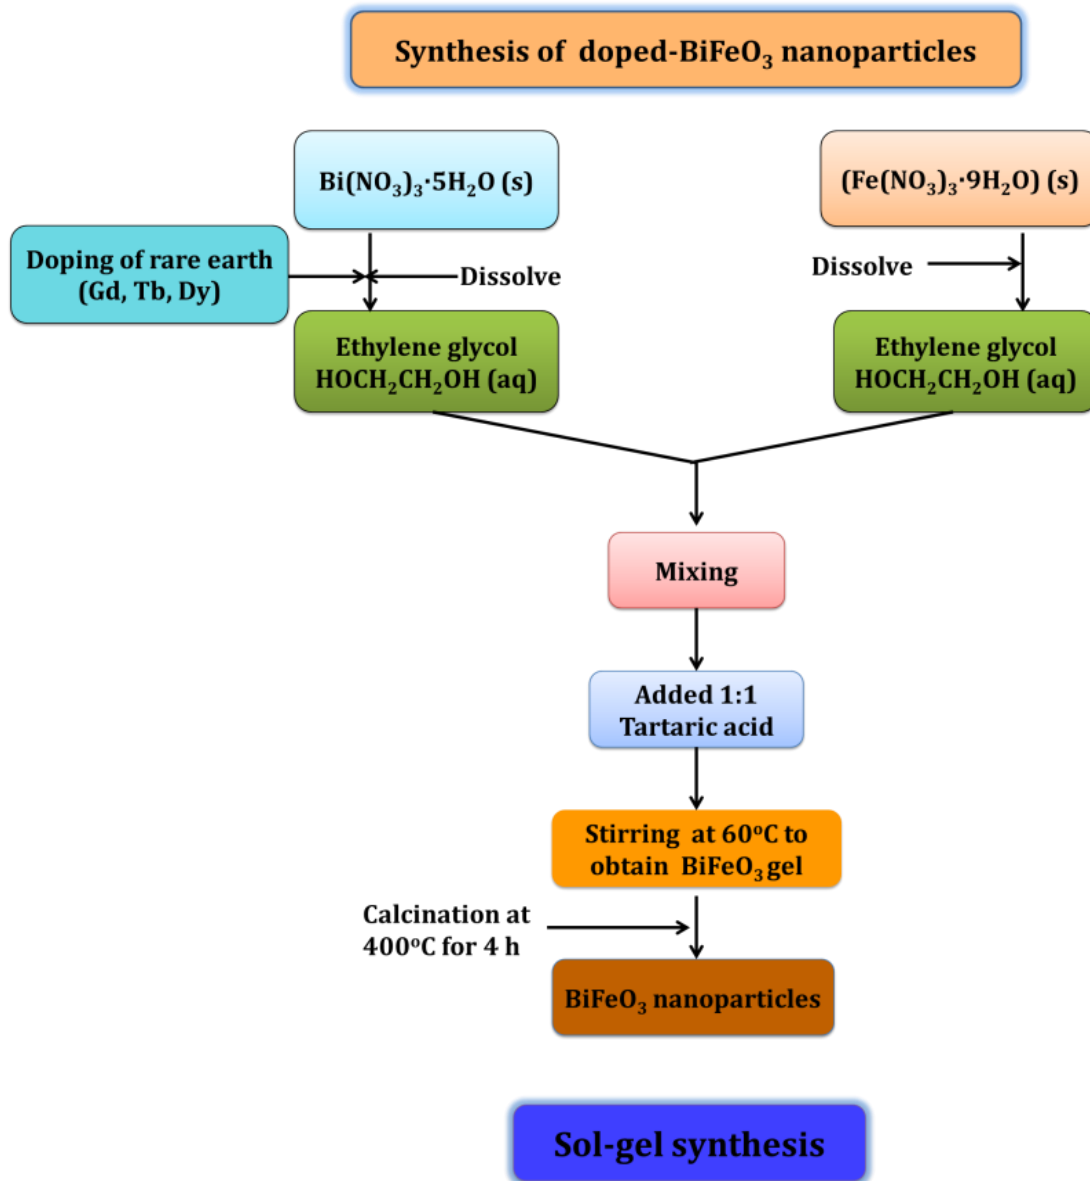 Synthesis of doped-BiFeO₃ nanoparticles
Bi(NO₃)₃·5H₂O (s)
(Fe(NO₃)₃·9H₂O) (s)
Doping of rare earth
(Gd, Tb, Dy)
Dissolve
Dissolve
Ethylene glycol
HOCH₂CH₂OH (aq)
Ethylene glycol
HOCH₂CH₂OH (aq)
Mixing
Added 1:1
Tartaric acid
Stirring at 60°C to
obtain BiFeO₃ gel
Calcination at
400°C for 4 h
BiFeO₃ nanoparticles
Sol-gel synthesis